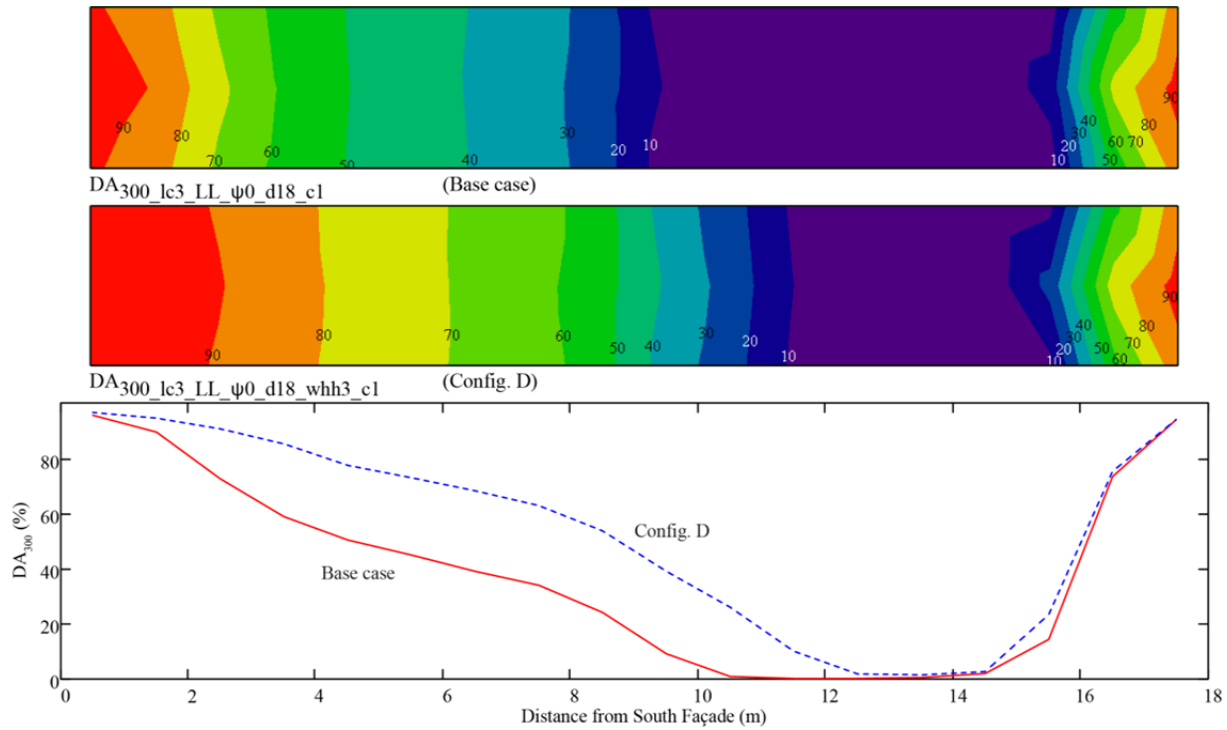 90 80 70 60 50 40 30 20 10 10 20 30 40 50 60 70 80 90
DA300_lc3_LL_ψ0_d18_c1 (Base case)
90 80 70 60 50 40 30 20 10 10 20 30 40 50 60 70 80 90
DA300_lc3_LL_ψ0_d18_whh3_c1 (Config. D)
80
60
40
20
0
DA300 (%)
Config. D
Base case
0 2 4 6 8 10 12 14 16 18
Distance from South Façade (m)